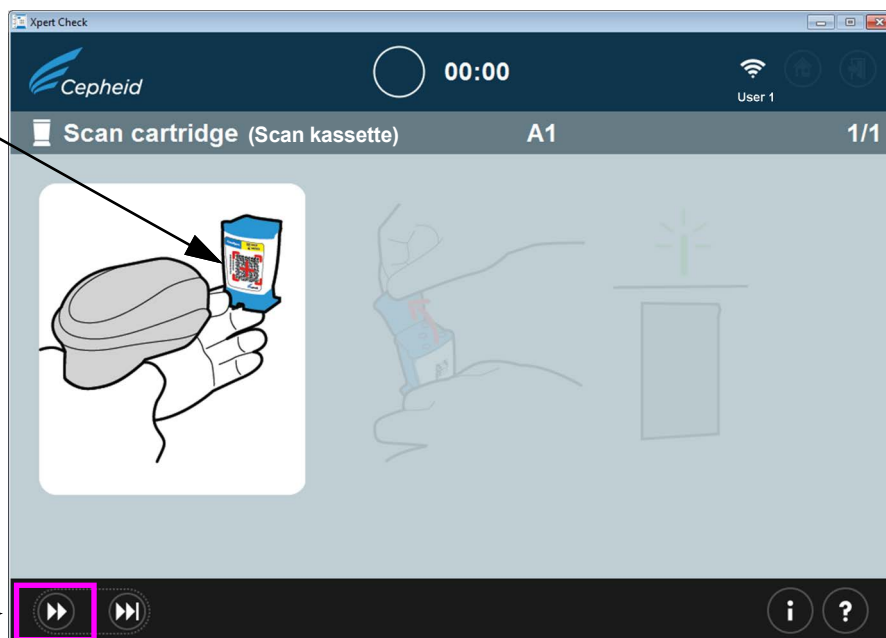 Xpert Check
Cepheid
00:00
User 1
Scan cartridge (Scan kassette) A1 1/1
i ?